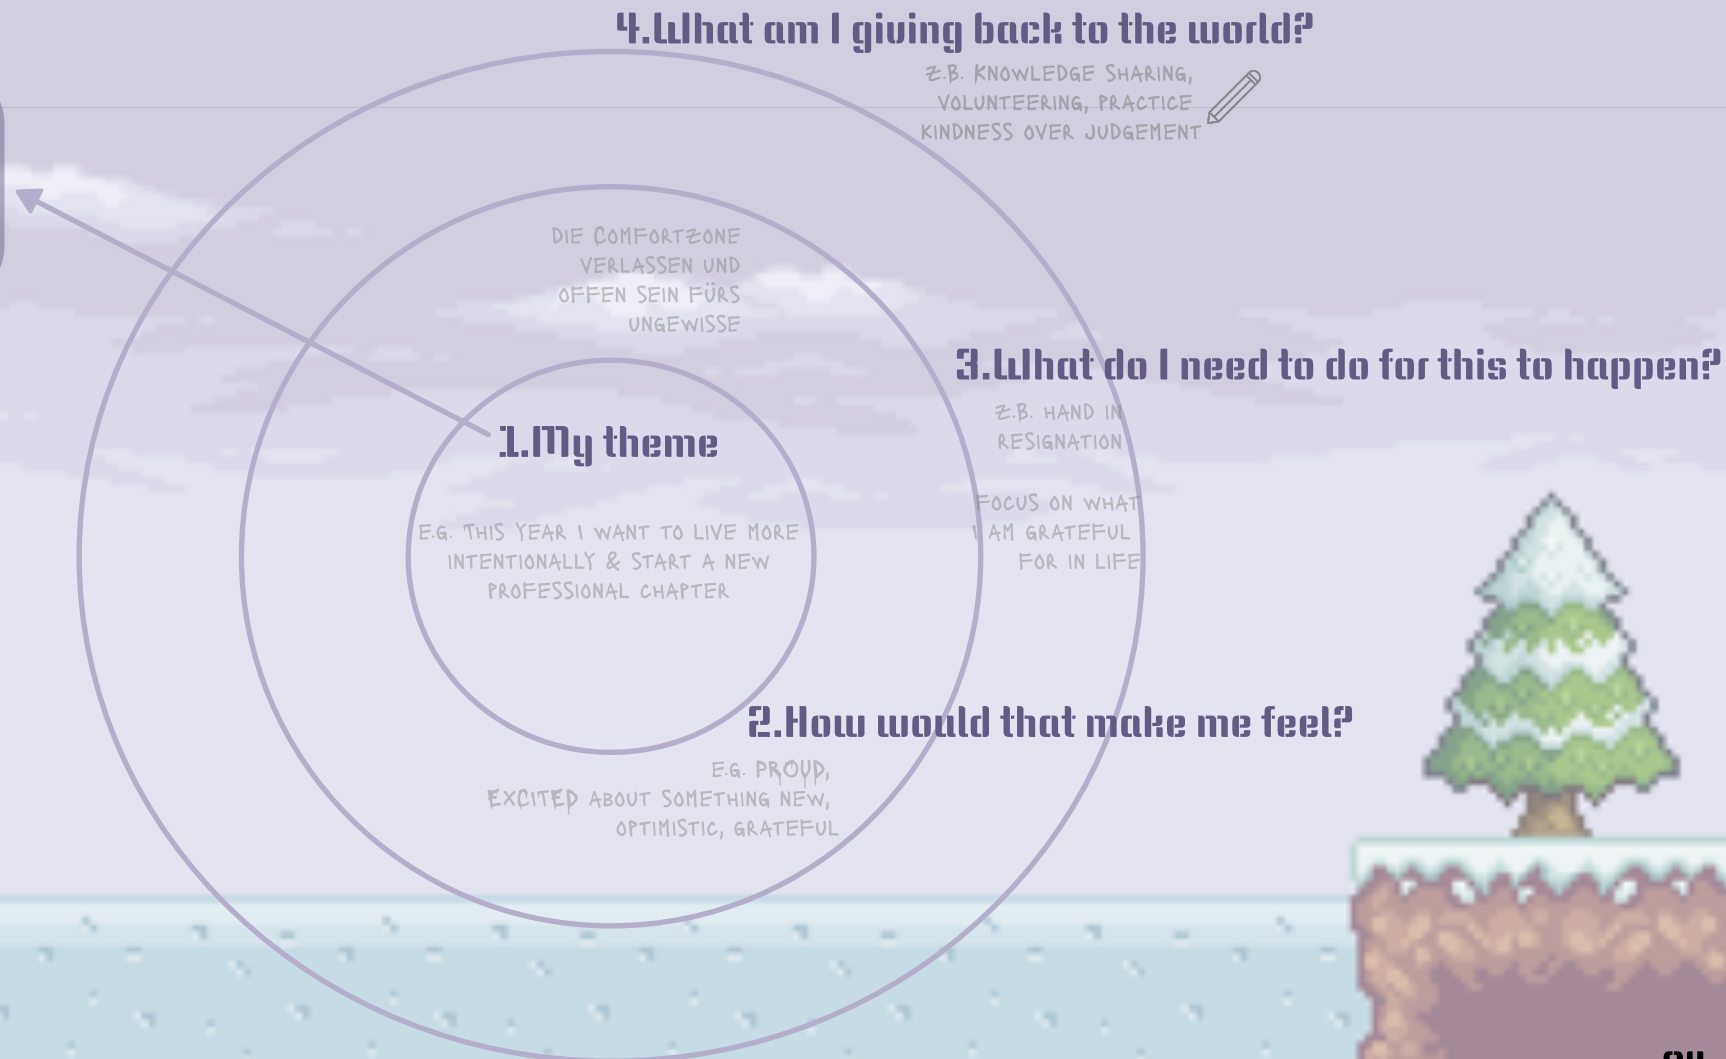 4.What am I giving back to the world?
Z.B. KNOWLEDGE SHARING,
VOLUNTEERING, PRACTICE
KINDNESS OVER JUDGEMENT
DIE COMFORTZONE
VERLASSEN UND
OFFEN SEIN FÜRS
UNGEWISSE
3.What do I need to do for this to happen?
Z.B. HAND IN
RESIGNATION
FOCUS ON WHAT
I AM GRATEFUL
FOR IN LIFE
1.My theme
E.G. THIS YEAR I WANT TO LIVE MORE
INTENTIONALLY & START A NEW
PROFESSIONAL CHAPTER
2.How would that make me feel?
E.G. PROUD,
EXCITED ABOUT SOMETHING NEW,
OPTIMISTIC, GRATEFUL